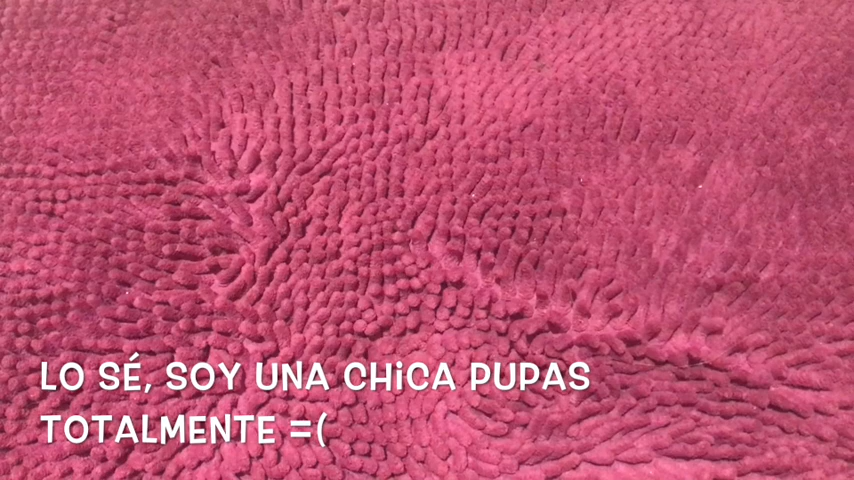 LO SÉ, SOY UNA CHiCA PUPAS
TOTALMENTE =(